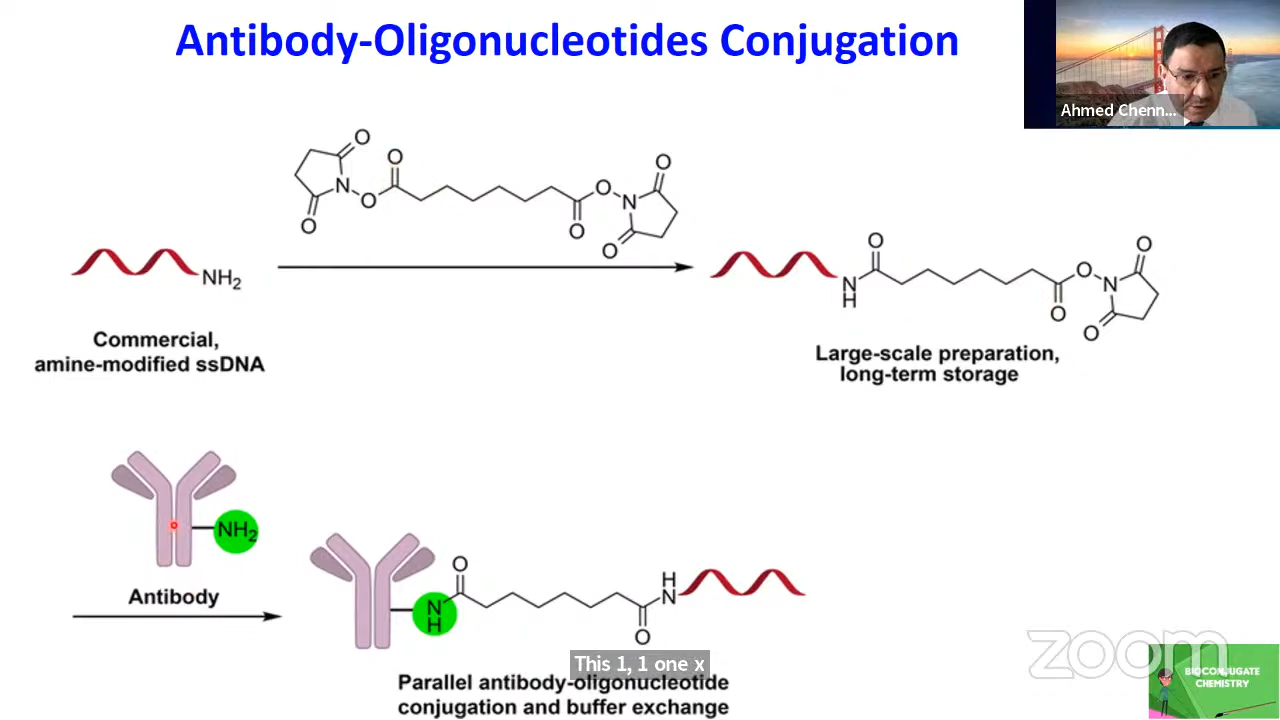 Antibody-Oligonucleotides Conjugation
Ahmed Chenn...
O
O
O
O
N
N
O
O
O
O
NH2
O
O
O
N
N
H
O
O
Commercial,
amine-modified ssDNA
Large-scale preparation,
long-term storage
NH2
Antibody
O
H
N
N
H
O
This 1, 1 one x
Parallel antibody-oligonucleotide
conjugation and buffer exchange
zoom
BIOCONJUGATE
CHEMISTRY